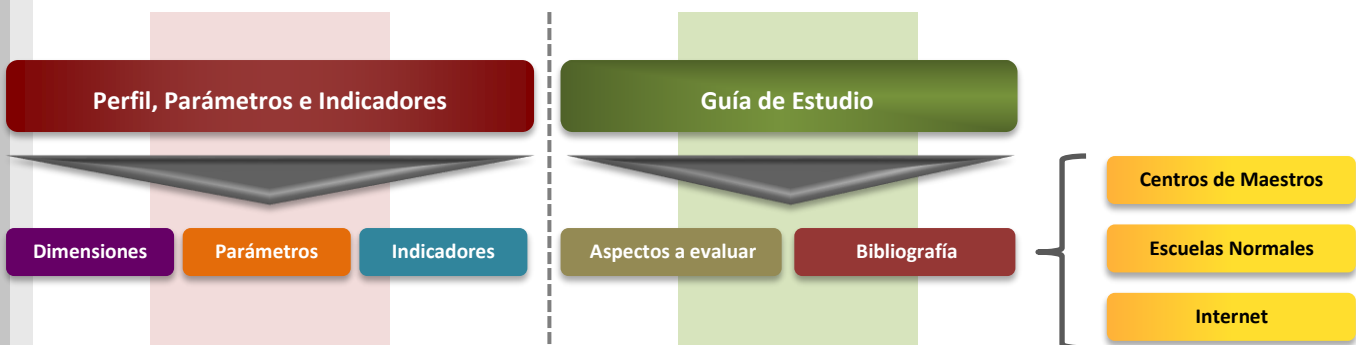 Perfil, Parámetros e Indicadores
Guía de Estudio
Dimensiones
Parámetros
Indicadores
Aspectos a evaluar
Bibliografía
Centros de Maestros
Escuelas Normales
Internet